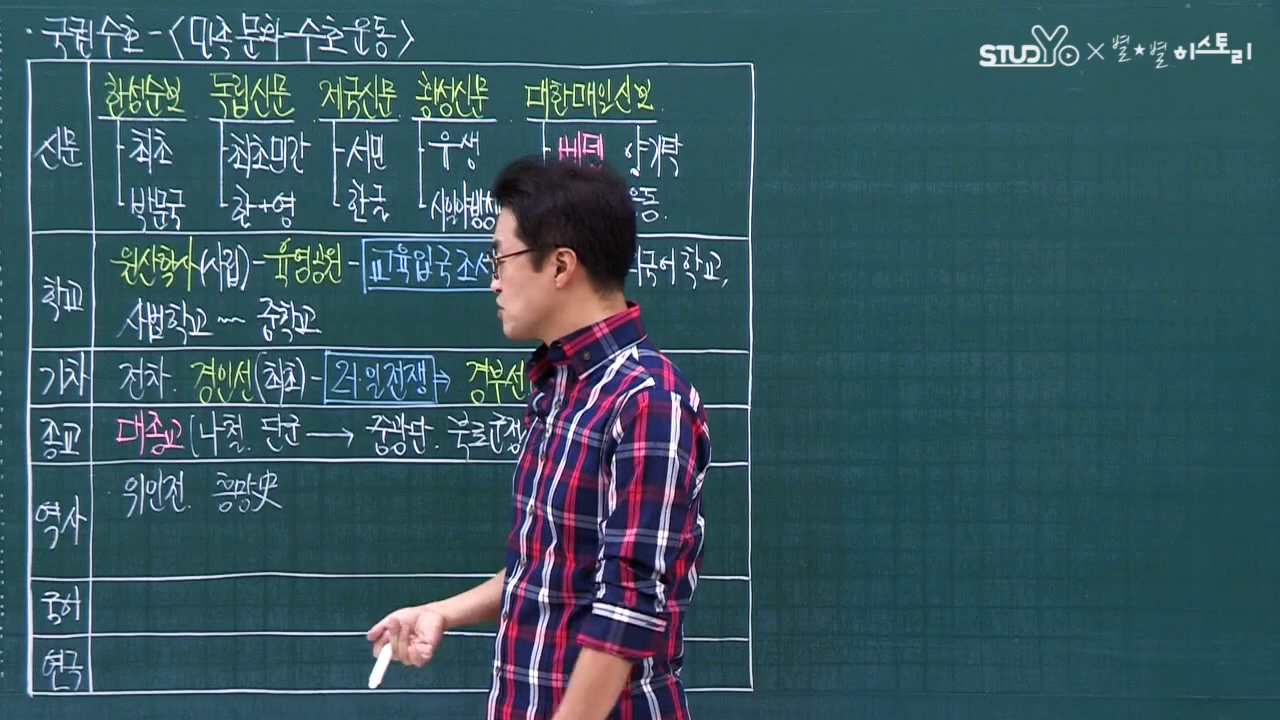 · 국권수호 - <민족문화수호운동>
STUDYo × 별★별 히스토리
신문
한성순보 독립신문 제국신문 황성신문 대한매일신보
최초 최초민간 서민 유생 베델 양기탁
박문국 한+영 한글 시일야방성
학교
원산학사(사립) - 육영공원 - 교육입국조서 외국어학교,
사범학교 ~ 중학교
기차
전차. 경인선(최초) - 러·일전쟁 ⇒ 경부선
종교
대종교(나철. 단군 → 중광단. 북로군정
역사
· 위인전. 흥망史
국어
연극